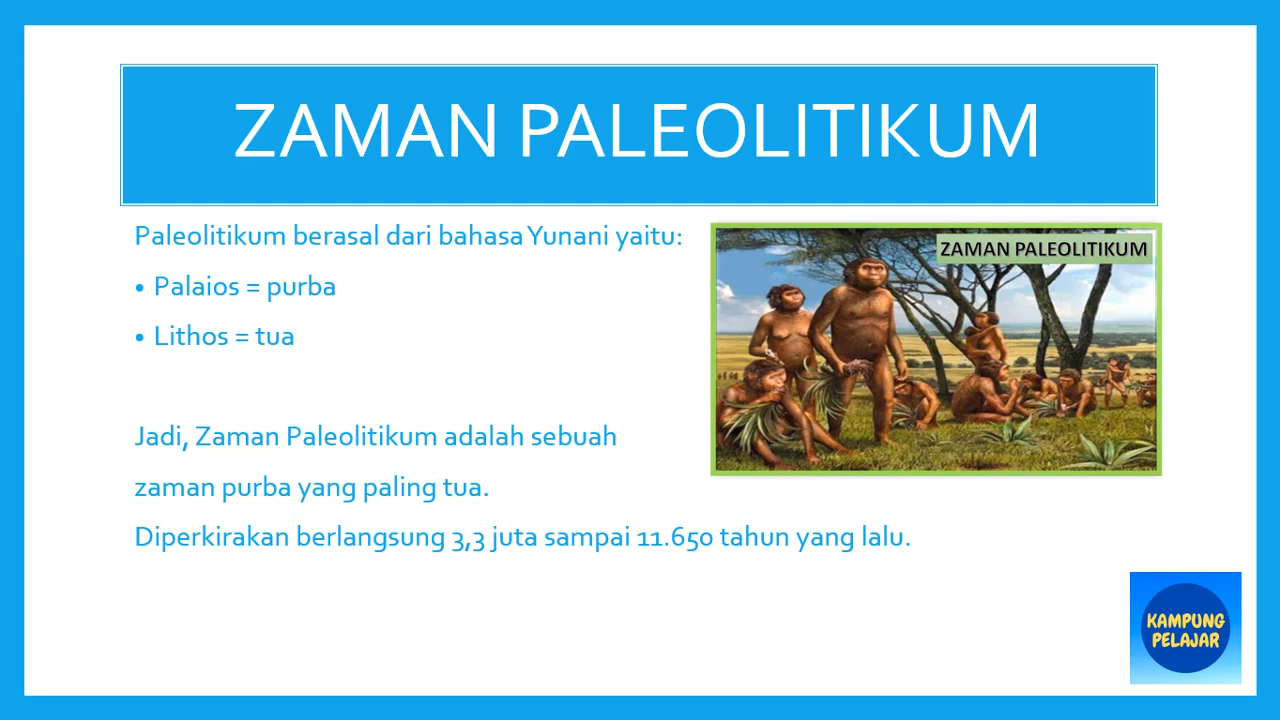 ZAMAN PALEOLITIKUM
Paleolitikum berasal dari bahasa Yunani yaitu:
• Palaios = purba
• Lithos = tua
Jadi, Zaman Paleolitikum adalah sebuah
zaman purba yang paling tua.
Diperkirakan berlangsung 3,3 juta sampai 11.650 tahun yang lalu.
ZAMAN PALEOLITIKUM
KAMPUNG
PELAJAR